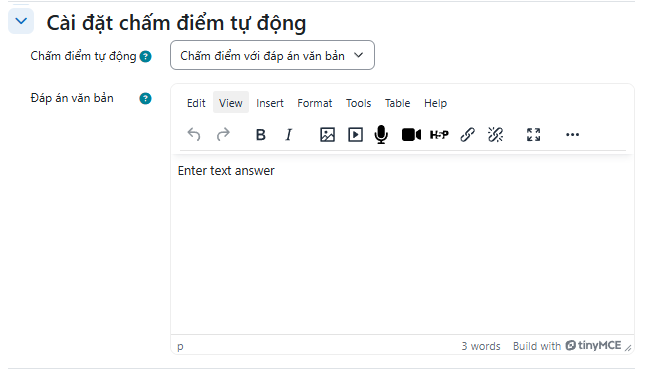 Cài đặt chấm điểm tự động
Chấm điểm tự động ? Chấm điểm với đáp án văn bản
Đáp án văn bản ?
Edit View Insert Format Tools Table Help
B I H5P ...
Enter text answer
p 3 words Build with tinyMCE